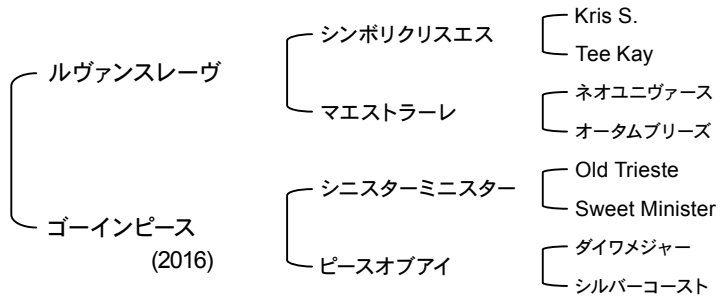 ルヴァンスレーヴ
シンボリクリスエス
Kris S.
Tee Kay
マエストラーレ
ネオユニヴァース
オータムブリーズ
ゴーインピース
(2016)
シニスターミニスター
Old Trieste
Sweet Minister
ピースオブアイ
ダイワメジャー
シルバーコースト